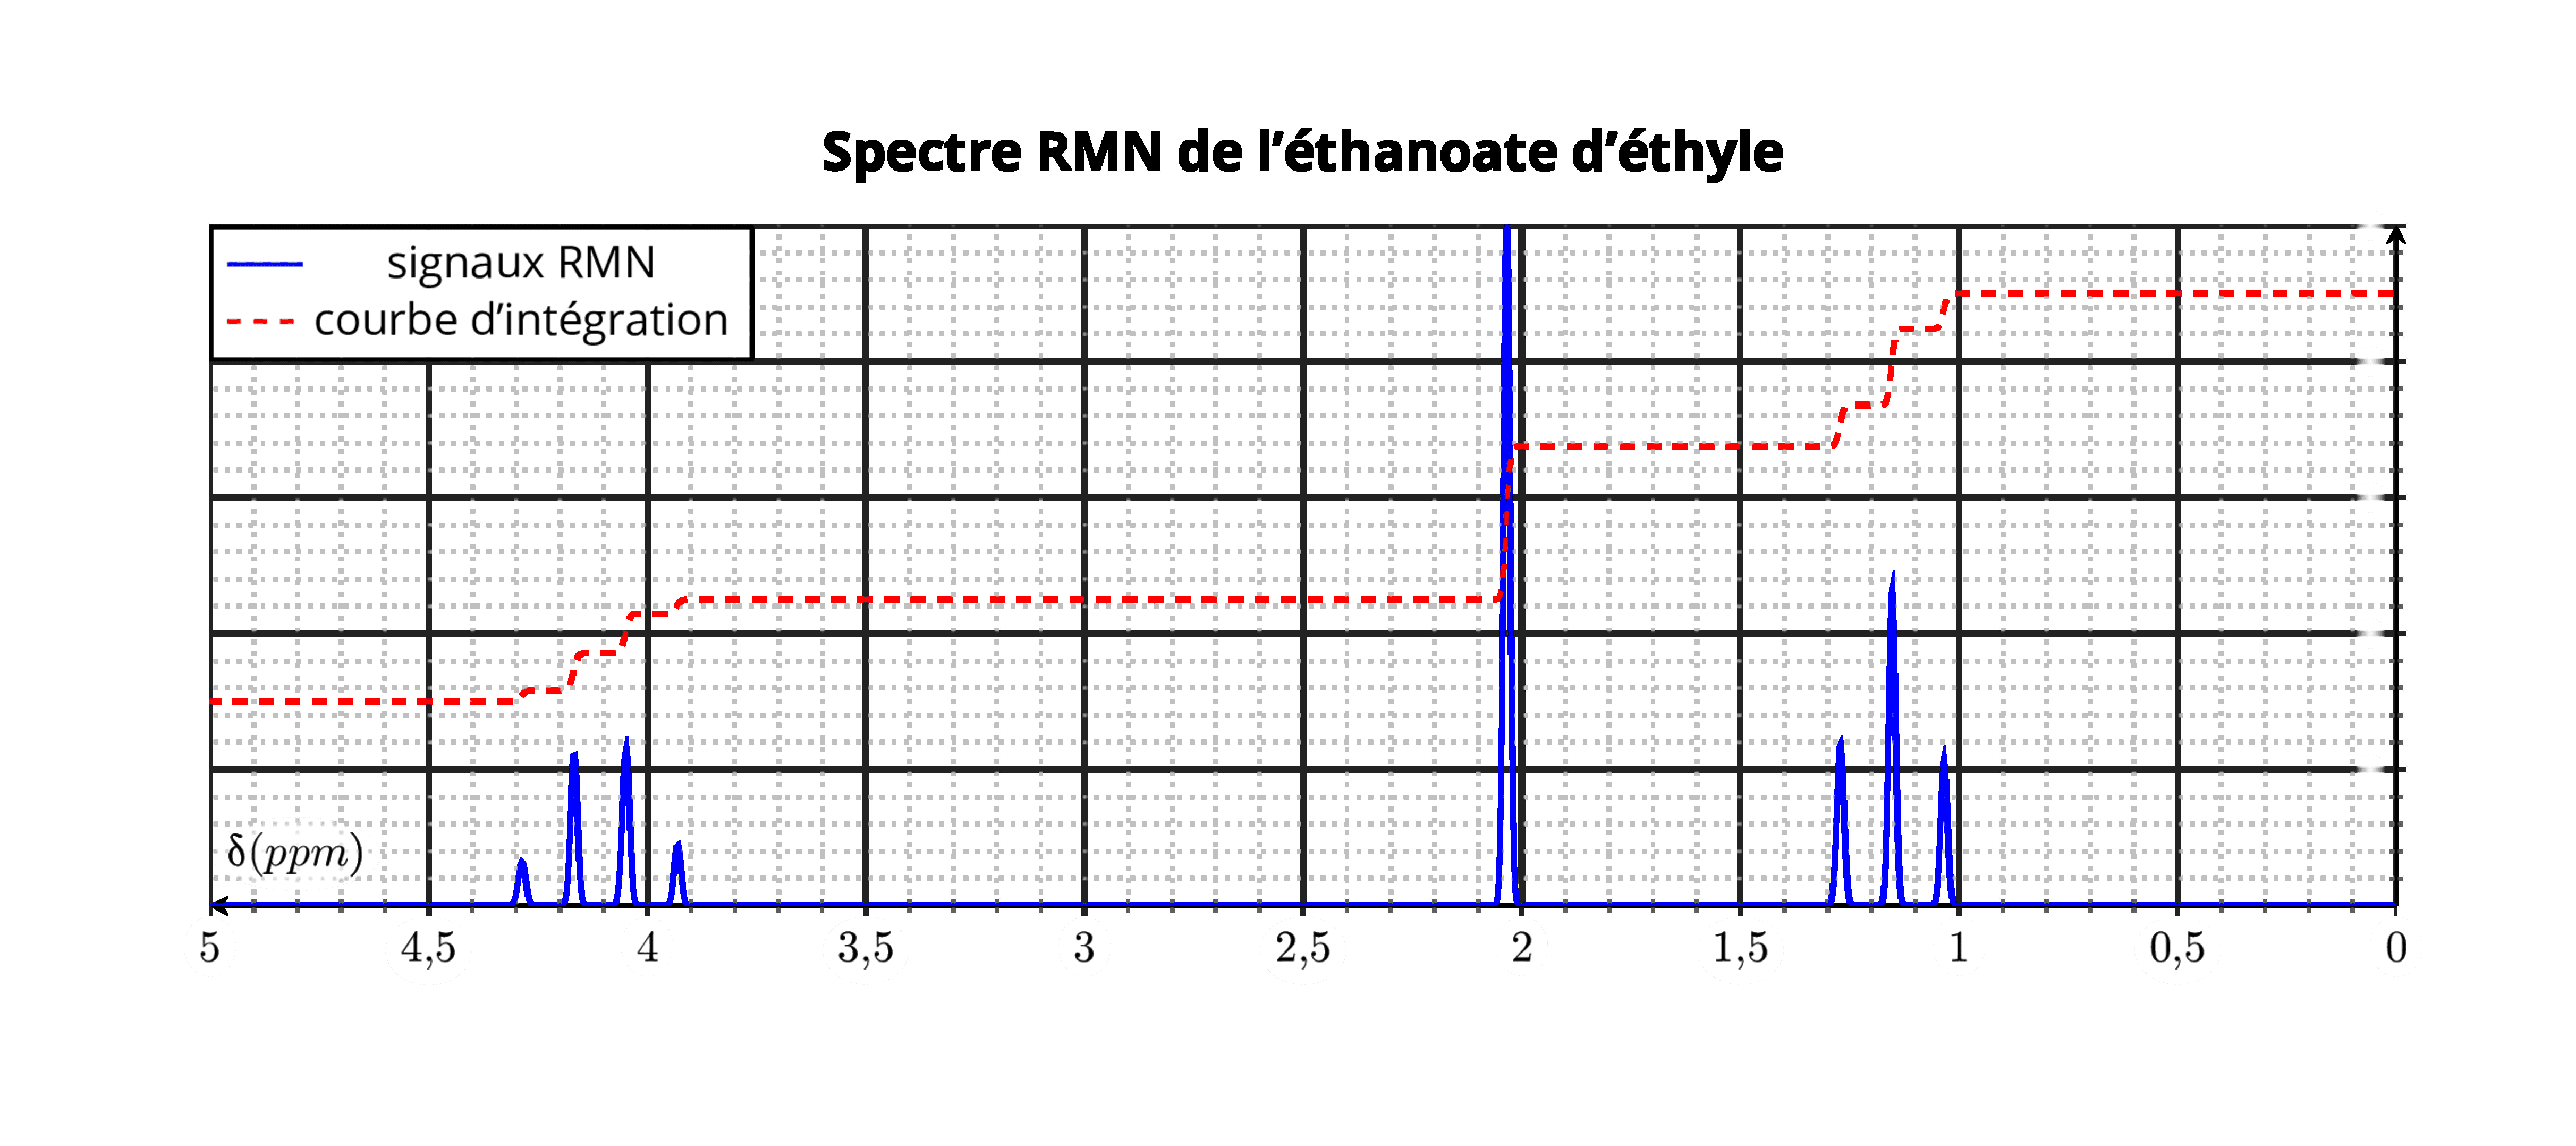 Spectre RMN de l’éthanoate d’éthyle
signaux RMN
courbe d’intégration
δ(ppm)
5 4,5 4 3,5 3 2,5 2 1,5 1 0,5 0